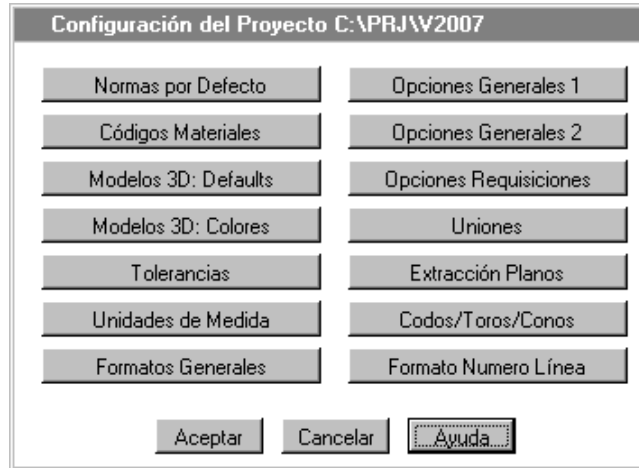 Configuración del Proyecto C:\PRJ\V2007
Normas por Defecto
Opciones Generales 1
Códigos Materiales
Opciones Generales 2
Modelos 3D: Defaults
Opciones Requisiciones
Modelos 3D: Colores
Uniones
Tolerancias
Extracción Planos
Unidades de Medida
Codos/Toros/Conos
Formatos Generales
Formato Numero Línea
Aceptar
Cancelar
Ayuda